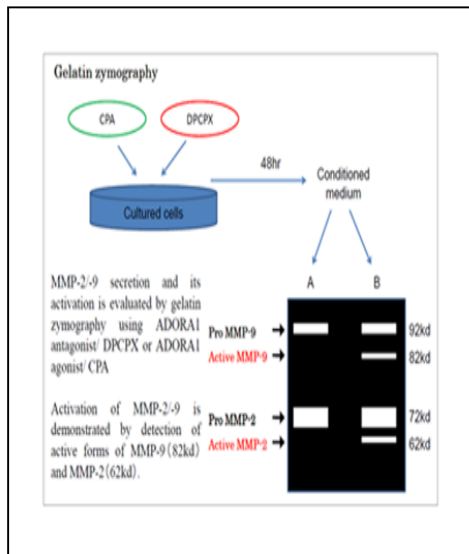 Gelatin zymography
CPA
DPCPX
48hr
Cultured cells
Conditioned
medium
MMP-2/-9 secretion and its
activation is evaluated by gelatin
zymography using ADORA1
antagonist/ DPCPX or ADORA1
agonist/ CPA
Activation of MMP-2/-9 is
demonstrated by detection of
active forms of MMP-9(82kd)
and MMP-2(62kd).
A B
Pro MMP-9 92kd
Active MMP-9 82kd
Pro MMP-2 72kd
Active MMP-2 62kd